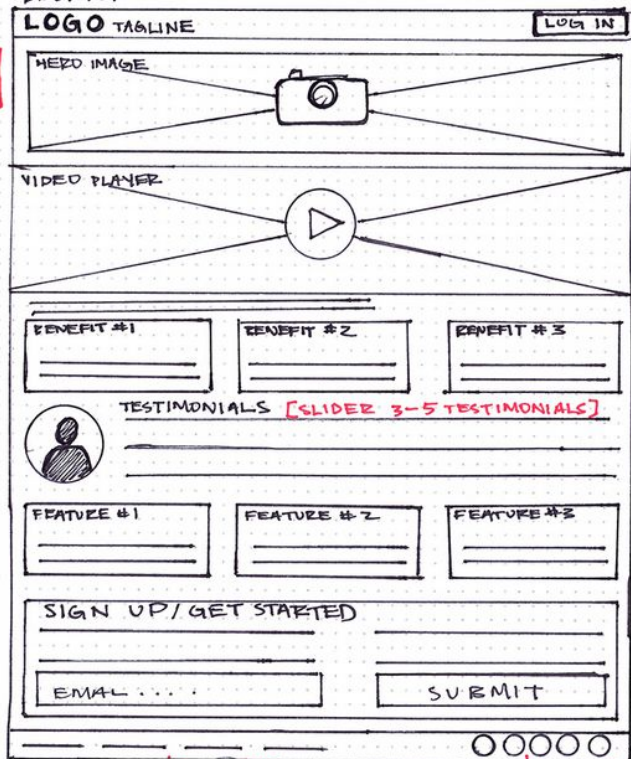 LOGO TAGLINE
LOG IN
HERO IMAGE
VIDEO PLAYER
BENEFIT #1
BENEFIT #2
BENEFIT #3
TESTIMONIALS [SLIDER 3-5 TESTIMONIALS]
FEATURE #1
FEATURE #2
FEATURE #3
SIGN UP/GET STARTED
EMAL....
SUBMIT